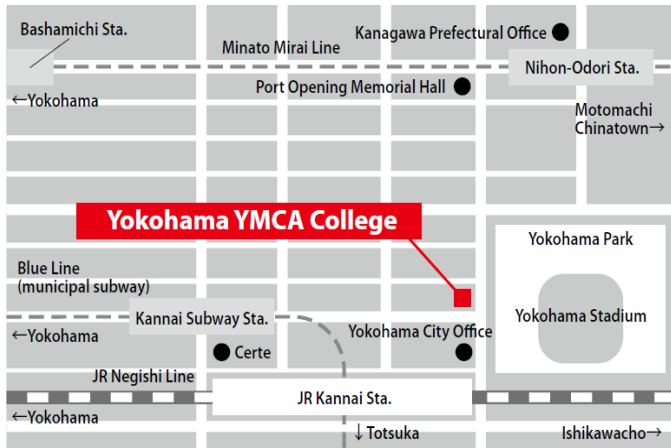 Bashamichi Sta.
Kanagawa Prefectural Office
Minato Mirai Line
Nihon-Odori Sta.
Port Opening Memorial Hall
←Yokohama
Motomachi
Chinatown→
Yokohama YMCA College
Yokohama Park
Blue Line
(municipal subway)
Kannai Subway Sta.
Yokohama Stadium
←Yokohama
Yokohama City Office
Certe
JR Negishi Line
JR Kannai Sta.
←Yokohama
↓Totsuka
Ishikawacho→